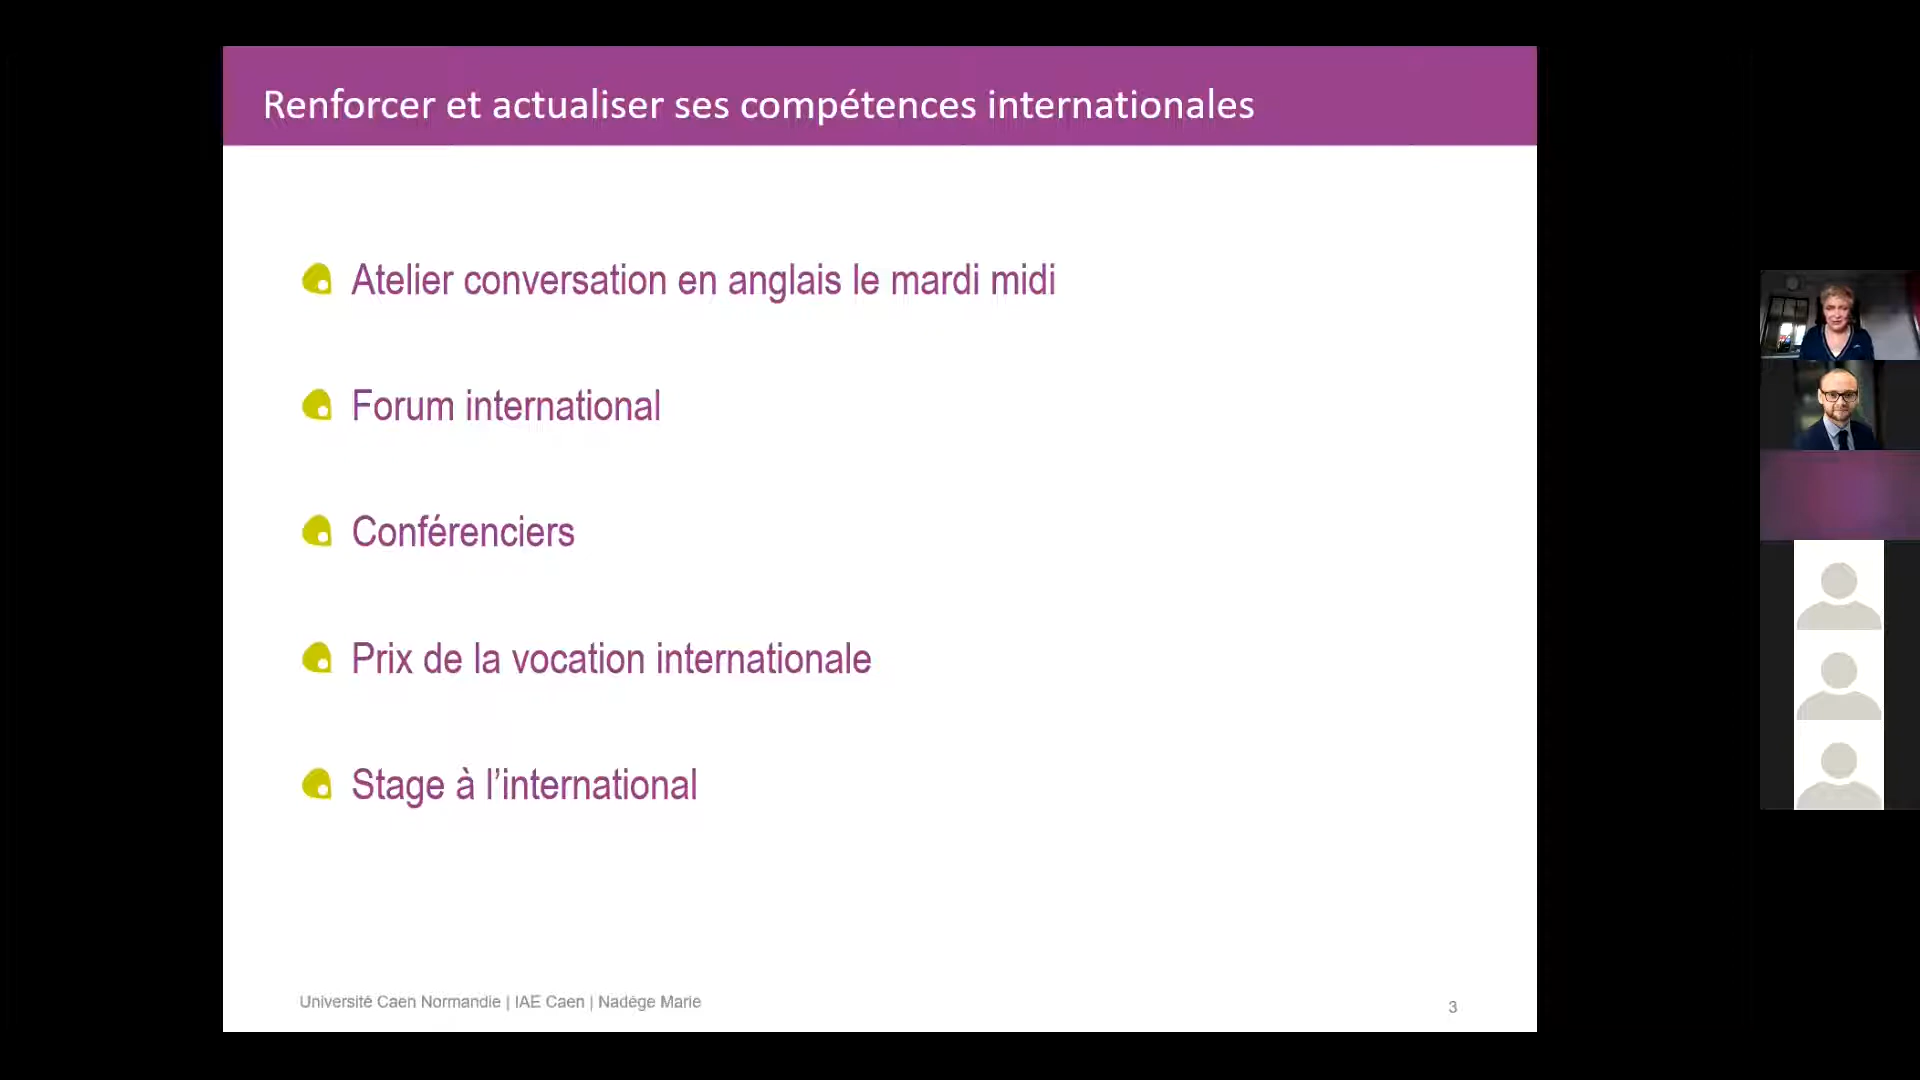 Renforcer et actualiser ses compétences internationales
Atelier conversation en anglais le mardi midi
Forum international
Conférenciers
Prix de la vocation internationale
Stage à l’international
Université Caen Normandie | IAE Caen | Nadège Marie
3